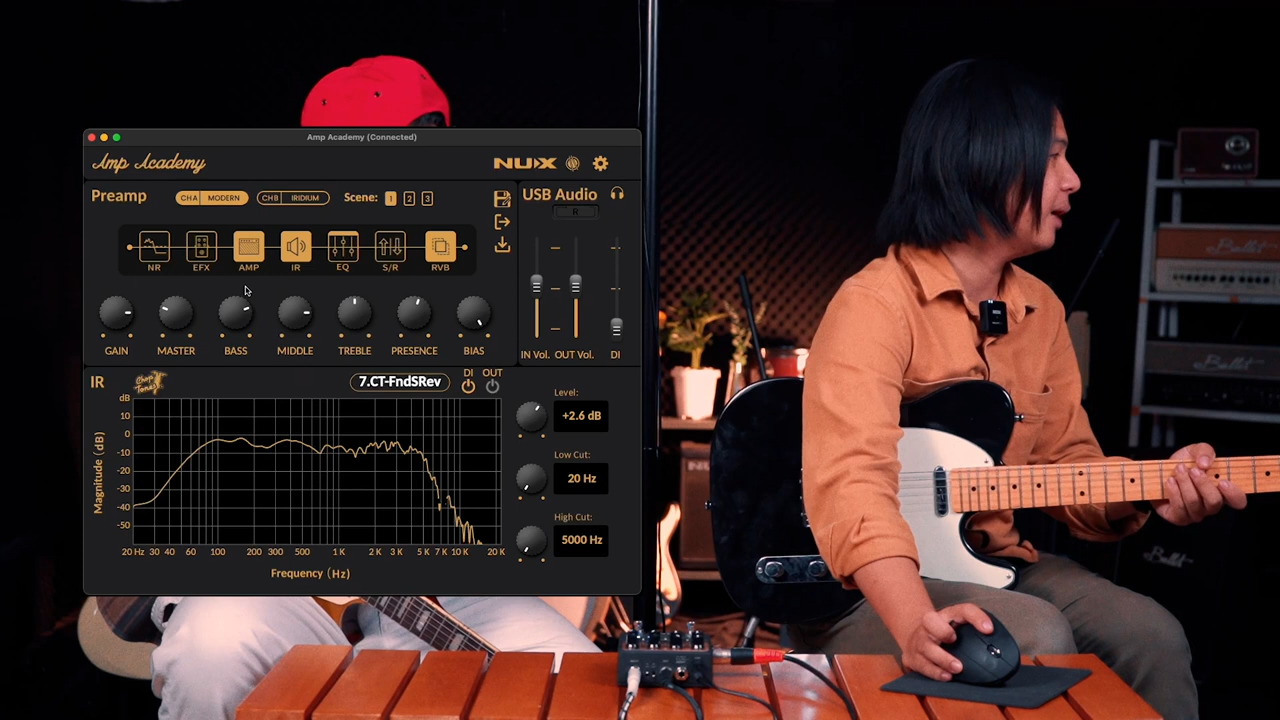 Amp Academy (Connected)
Amp Academy
NUX
Preamp
CHA MODERN
CHB IRIDIUM
Scene: 1 2 3
USB Audio
R
NR EFX AMP IR EQ S/R RVB
GAIN MASTER BASS MIDDLE TREBLE PRESENCE BIAS
IN Vol. OUT Vol. DI
IR
Chop Tones
7.CT-FndSRev
DI OUT
dB
10
0
-10
-20
-30
-40
-50
Magnitude (dB)
20 Hz 30 40 60 100 200 300 500 1 K 2 K 3 K 5 K 7 K 10 K 20 K
Frequency (Hz)
Level:
+2.6 dB
Low Cut:
20 Hz
High Cut:
5000 Hz
NUX